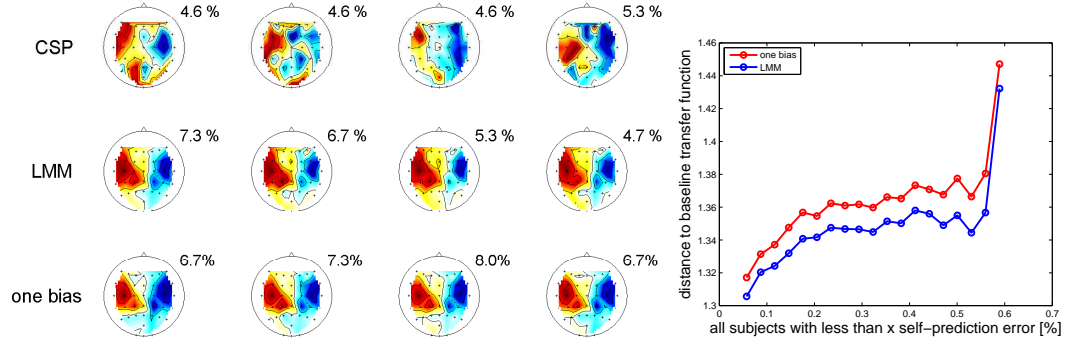 CSP 4.6 % 4.6 % 4.6 % 5.3 %
LMM 7.3 % 6.7 % 5.3 % 4.7 %
one bias 6.7% 7.3% 8.0% 6.7%
distance to baseline transfer function
1.46
1.44
1.42
1.4
1.38
1.36
1.34
1.32
1.3
one bias
LMM
0 0.1 0.2 0.3 0.4 0.5 0.6 0.7
all subjects with less than x self-prediction error [%]